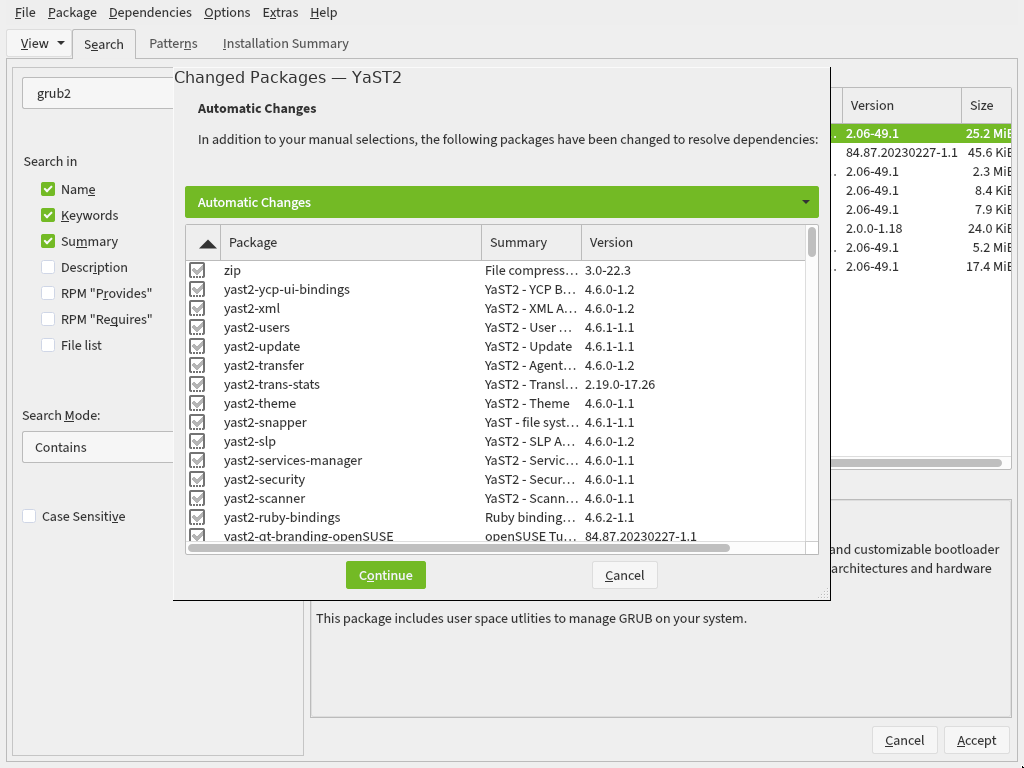 File Package Dependencies Options Extras Help
View Search Patterns Installation Summary
grub2
Search in
Name
Keywords
Summary
Description
RPM "Provides"
RPM "Requires"
File list
Search Mode:
Contains
Case Sensitive
Changed Packages — YaST2
Automatic Changes
In addition to your manual selections, the following packages have been changed to resolve dependencies:
Automatic Changes
Package Summary Version
zip File compress... 3.0-22.3
yast2-ycp-ui-bindings YaST2 - YCP B... 4.6.0-1.2
yast2-xml YaST2 - XML A... 4.6.0-1.2
yast2-users YaST2 - User ... 4.6.1-1.1
yast2-update YaST2 - Update 4.6.1-1.1
yast2-transfer YaST2 - Agent... 4.6.0-1.2
yast2-trans-stats YaST2 - Transl... 2.19.0-17.26
yast2-theme YaST2 - Theme 4.6.0-1.1
yast2-snapper YaST - file syst... 4.6.1-1.1
yast2-slp YaST2 - SLP A... 4.6.0-1.2
yast2-services-manager YaST2 - Servic... 4.6.0-1.1
yast2-security YaST2 - Secur... 4.6.0-1.1
yast2-scanner YaST2 - Scann... 4.6.0-1.1
yast2-ruby-bindings Ruby binding... 4.6.2-1.1
yast2-qt-branding-openSUSE openSUSE Tu... 84.87.20230227-1.1
Continue Cancel
Version Size
. 2.06-49.1 25.2 MiB
84.87.20230227-1.1 45.6 KiB
. 2.06-49.1 2.3 MiB
. 2.06-49.1 8.4 KiB
. 2.06-49.1 7.9 KiB
2.0.0-1.18 24.0 KiB
. 2.06-49.1 5.2 MiB
. 2.06-49.1 17.4 MiB
and customizable bootloader
architectures and hardware
This package includes user space utlities to manage GRUB on your system.
Cancel Accept